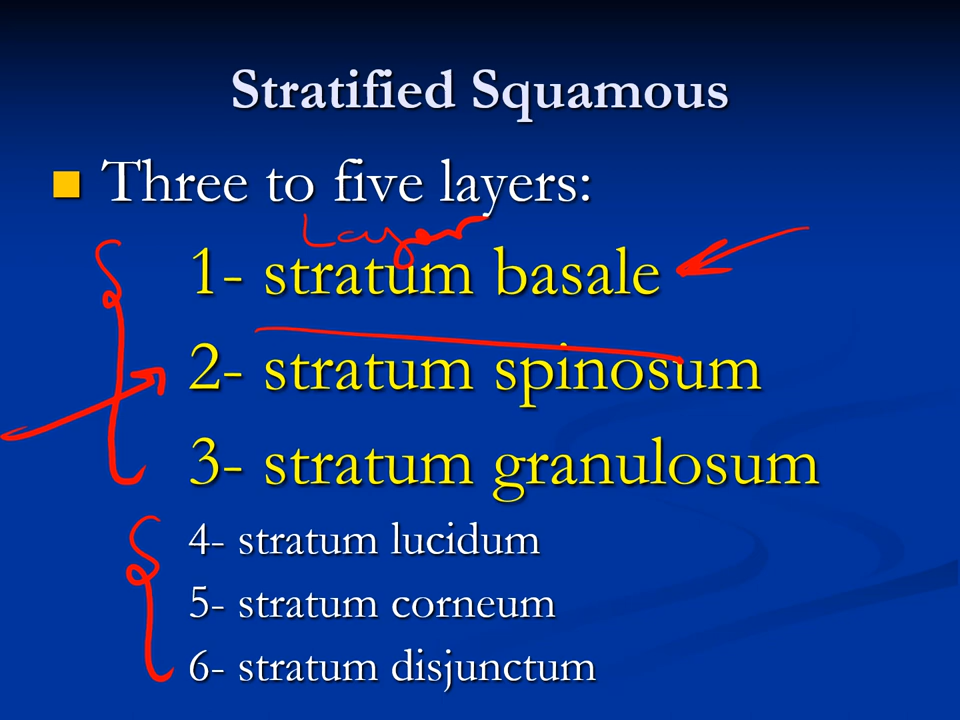 Stratified Squamous
Three to five layers:
Layer
1- stratum basale
2- stratum spinosum
3- stratum granulosum
4- stratum lucidum
5- stratum corneum
6- stratum disjunctum